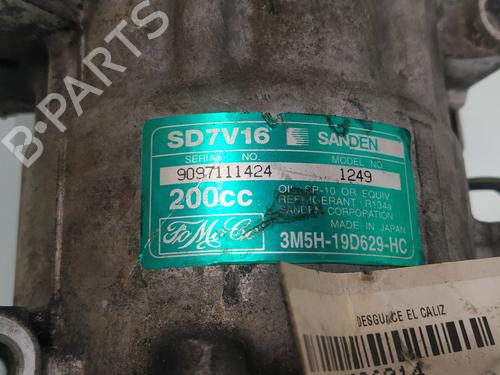 B-PARTS
SD7V16 SANDEN
SERIAL NO. MODEL NO
9097111424 1249
200cc
OIL SP-10 OR EQUIV
REFRIGERANT R134a
SANDEN CORPORATION
MADE IN JAPAN
FoMoCo 3M5H-19D629-HC
DESGUACE EL CALIZ